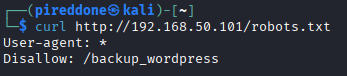 ┌──(pireddone㉿kali)-[~]
└─$ curl http://192.168.50.101/robots.txt
User-agent: *
Disallow: /backup_wordpress